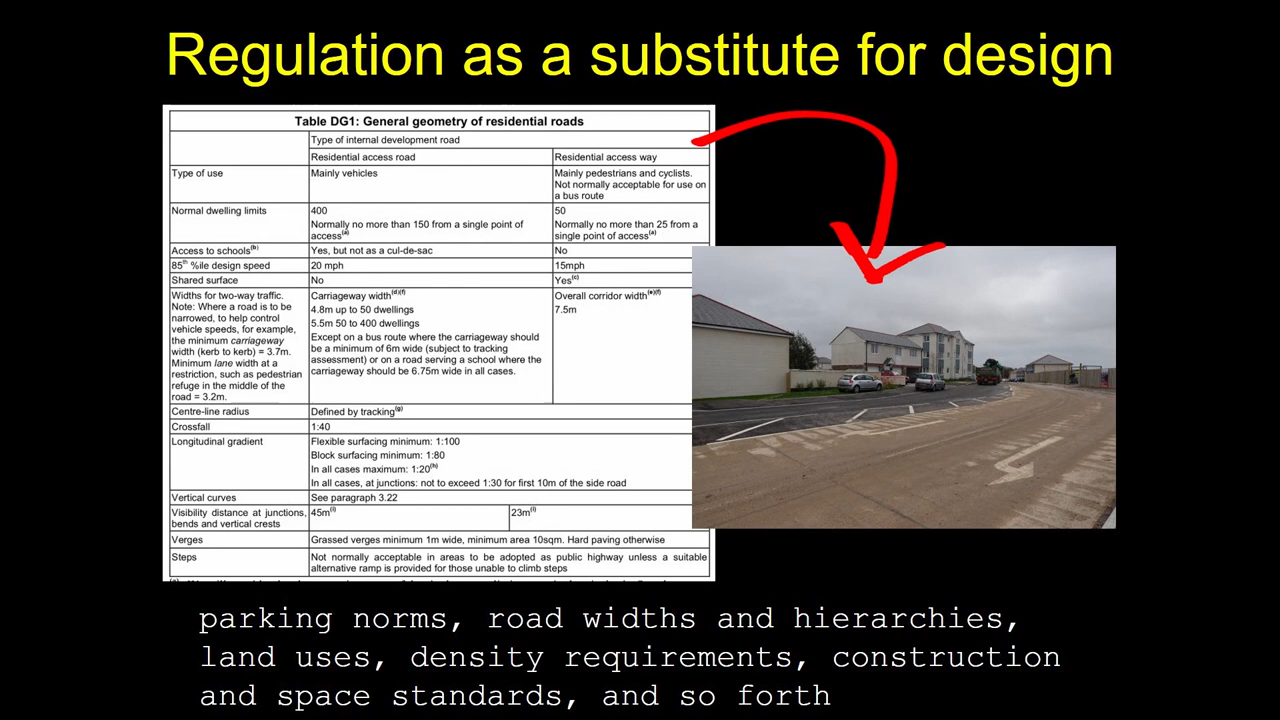 Regulation as a substitute for design
Table DG1: General geometry of residential roads
Type of internal development road
Residential access road
Residential access way
Type of use
Mainly vehicles
Mainly pedestrians and cyclists.
Not normally acceptable for use on
a bus route
Normal dwelling limits
400
Normally no more than 150 from a single point of
access(a)
50
Normally no more than 25 from a
single point of access(a)
Access to schools(b)
Yes, but not as a cul-de-sac
No
85th %ile design speed
20 mph
15mph
Shared surface
No
Yes(c)
Widths for two-way traffic.
Note: Where a road is to be
narrowed, to help control
vehicle speeds, for example,
the minimum carriageway
width (kerb to kerb) = 3.7m.
Minimum lane width at a
restriction, such as pedestrian
refuge in the middle of the
road = 3.2m.
Carriageway width(d)(f)
4.8m up to 50 dwellings
5.5m 50 to 400 dwellings
Except on a bus route where the carriageway should
be a minimum of 6m wide (subject to tracking
assessment) or on a road serving a school where the
carriageway should be 6.75m wide in all cases.
Overall corridor width(e)(f)
7.5m
Centre-line radius
Defined by tracking(g)
Crossfall
1:40
Longitudinal gradient
Flexible surfacing minimum: 1:100
Block surfacing minimum: 1:80
In all cases maximum: 1:20(h)
In all cases, at junctions: not to exceed 1:30 for first 10m of the side road
Vertical curves
See paragraph 3.22
Visibility distance at junctions,
bends and vertical crests
45m(i)
23m(i)
Verges
Grassed verges minimum 1m wide, minimum area 10sqm. Hard paving otherwise
Steps
Not normally acceptable in areas to be adopted as public highway unless a suitable
alternative ramp is provided for those unable to climb steps
parking norms, road widths and hierarchies,
land uses, density requirements, construction
and space standards, and so forth